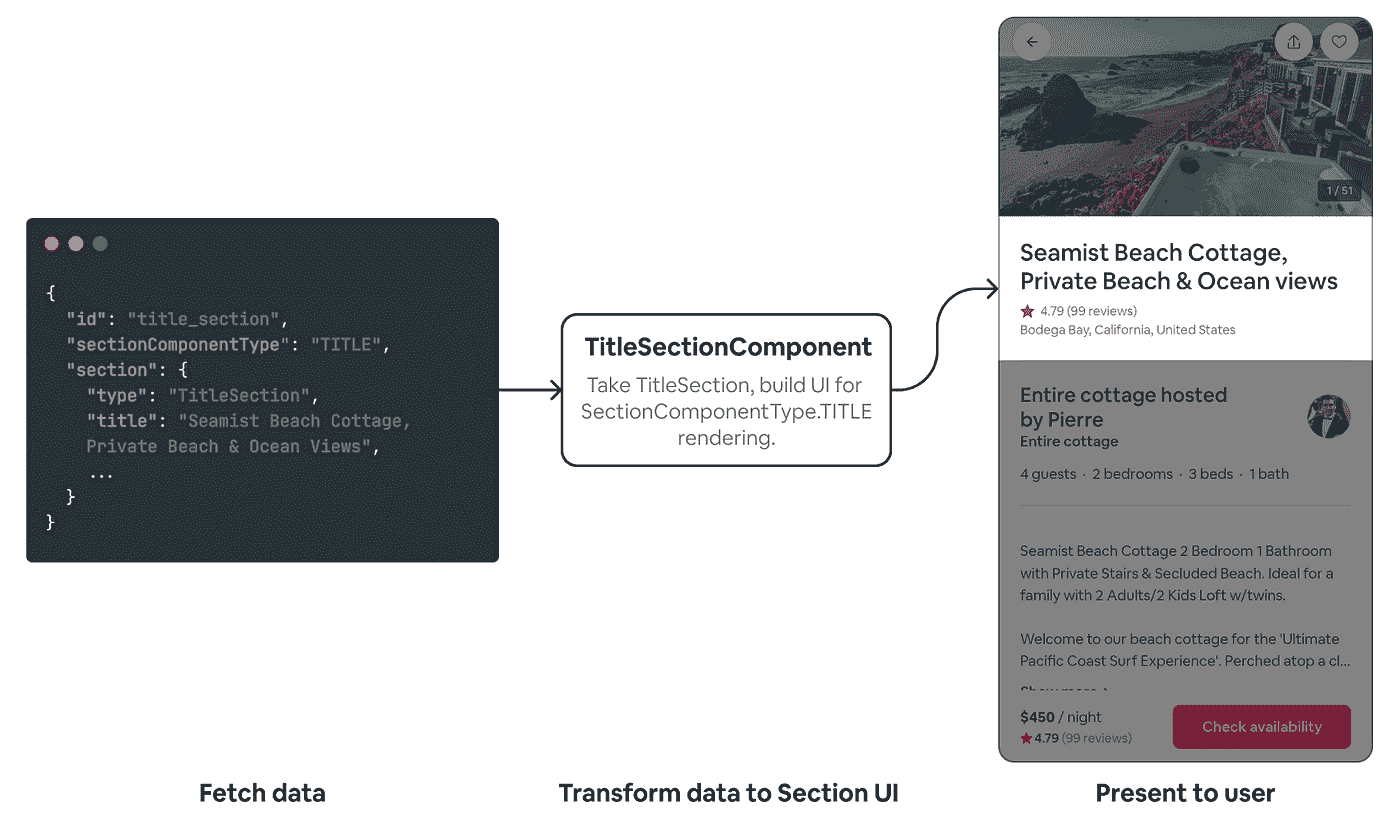 {
"id": "title_section",
"sectionComponentType": "TITLE",
"section": {
"type": "TitleSection",
"title": "Seamist Beach Cottage,
Private Beach & Ocean Views",
...
}
}
TitleSectionComponent
Take TitleSection, build UI for
SectionComponentType.TITLE
rendering.
1 / 51
Seamist Beach Cottage,
Private Beach & Ocean views
4.79 (99 reviews)
Bodega Bay, California, United States
Entire cottage hosted
by Pierre
Entire cottage
4 guests · 2 bedrooms · 3 beds · 1 bath
Seamist Beach Cottage 2 Bedroom 1 Bathroom
with Private Stairs & Secluded Beach. Ideal for a
family with 2 Adults/2 Kids Loft w/twins.
Welcome to our beach cottage for the 'Ultimate
Pacific Coast Surf Experience'. Perched atop a cl...
Show more >
$450 / night
4.79 (99 reviews)
Check availability
Fetch data
Transform data to Section UI
Present to user